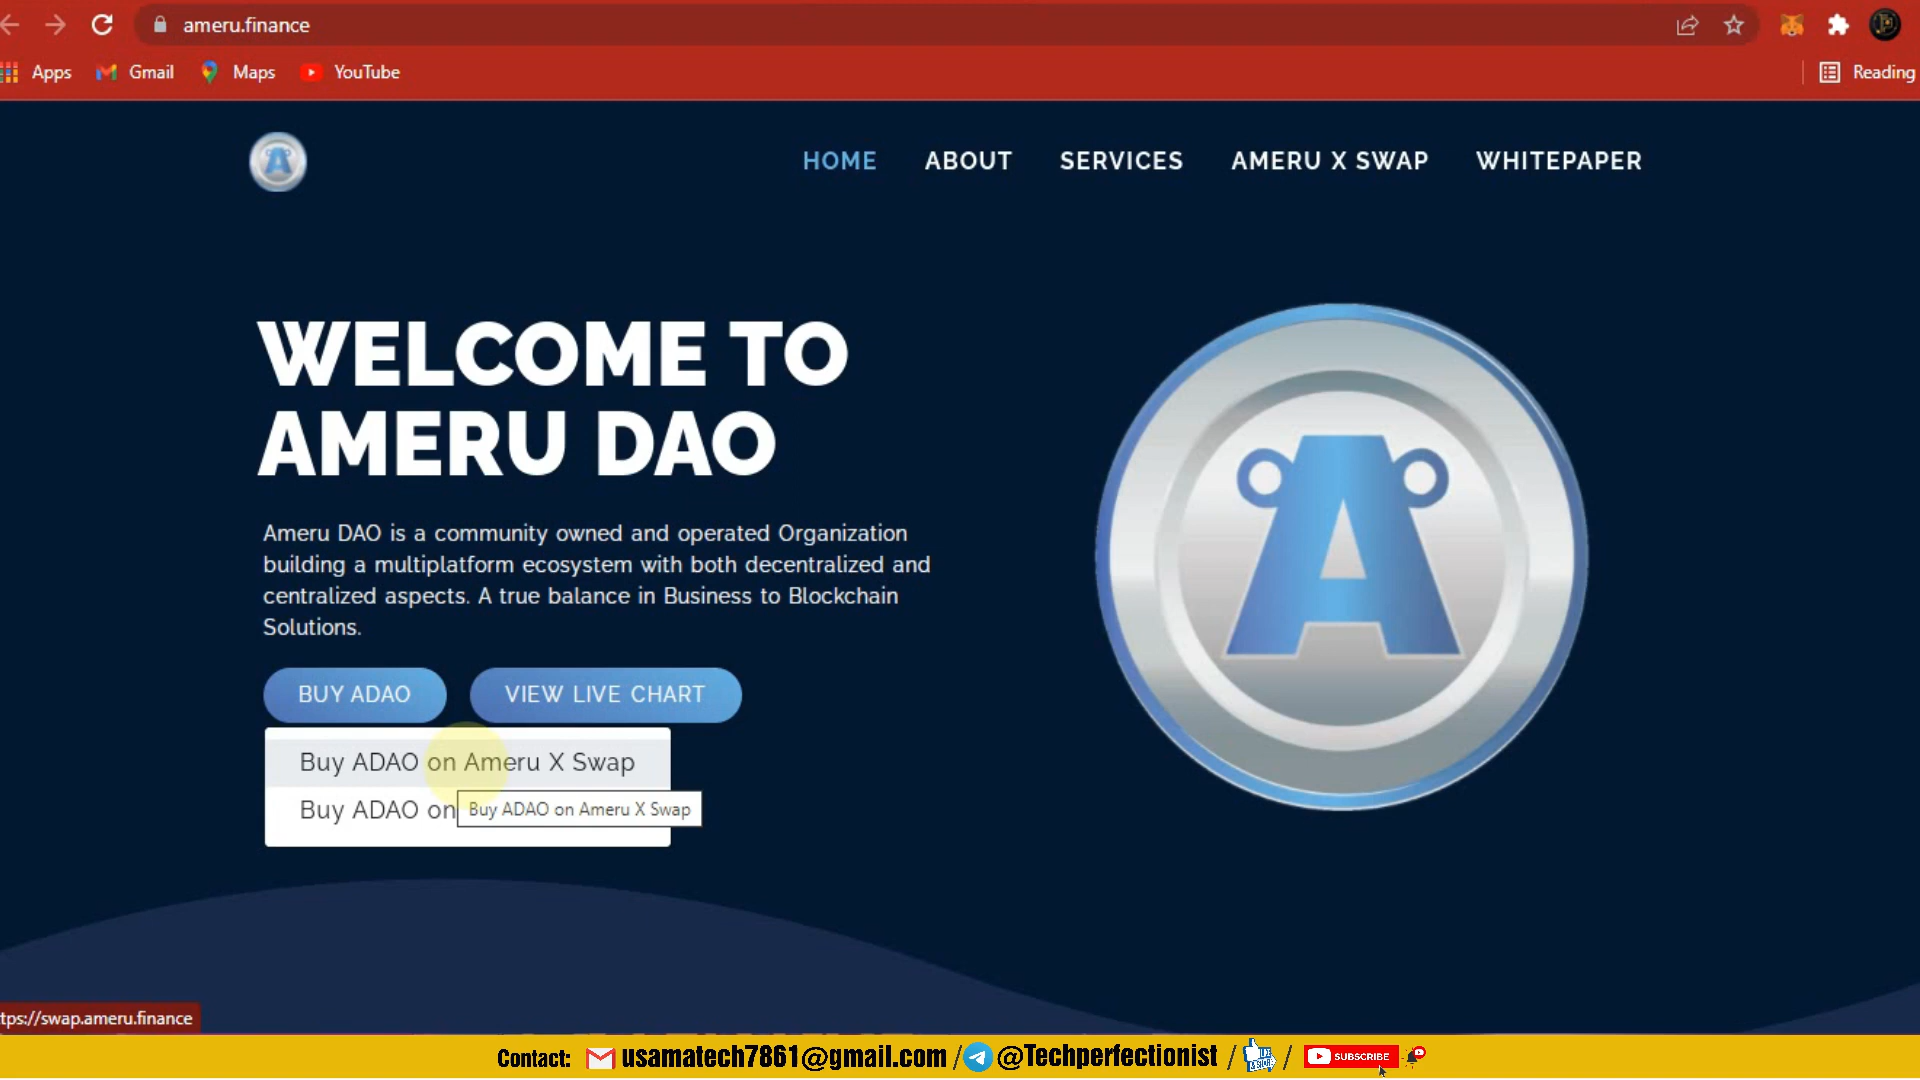 ameru.finance
Apps Gmail Maps YouTube Reading
HOME ABOUT SERVICES AMERU X SWAP WHITEPAPER
WELCOME TO
AMERU DAO
Ameru DAO is a community owned and operated Organization
building a multiplatform ecosystem with both decentralized and
centralized aspects. A true balance in Business to Blockchain
Solutions.
BUY ADAO VIEW LIVE CHART
Buy ADAO on Ameru X Swap
Buy ADAO on
Buy ADAO on Ameru X Swap
A
tps://swap.ameru.finance
Contact: usamatech7861@gmail.com / @Techperfectionist / / SUBSCRIBE